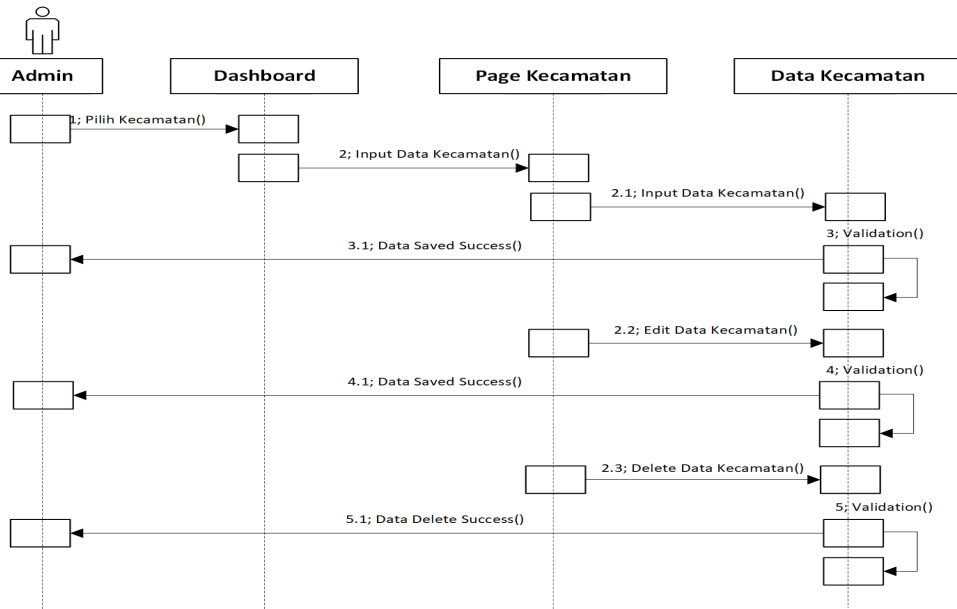 Admin
Dashboard
Page Kecamatan
Data Kecamatan
1; Pilih Kecamatan()
2; Input Data Kecamatan()
2.1; Input Data Kecamatan()
3; Validation()
3.1; Data Saved Success()
2.2; Edit Data Kecamatan()
4; Validation()
4.1; Data Saved Success()
2.3; Delete Data Kecamatan()
5; Validation()
5.1; Data Delete Success()